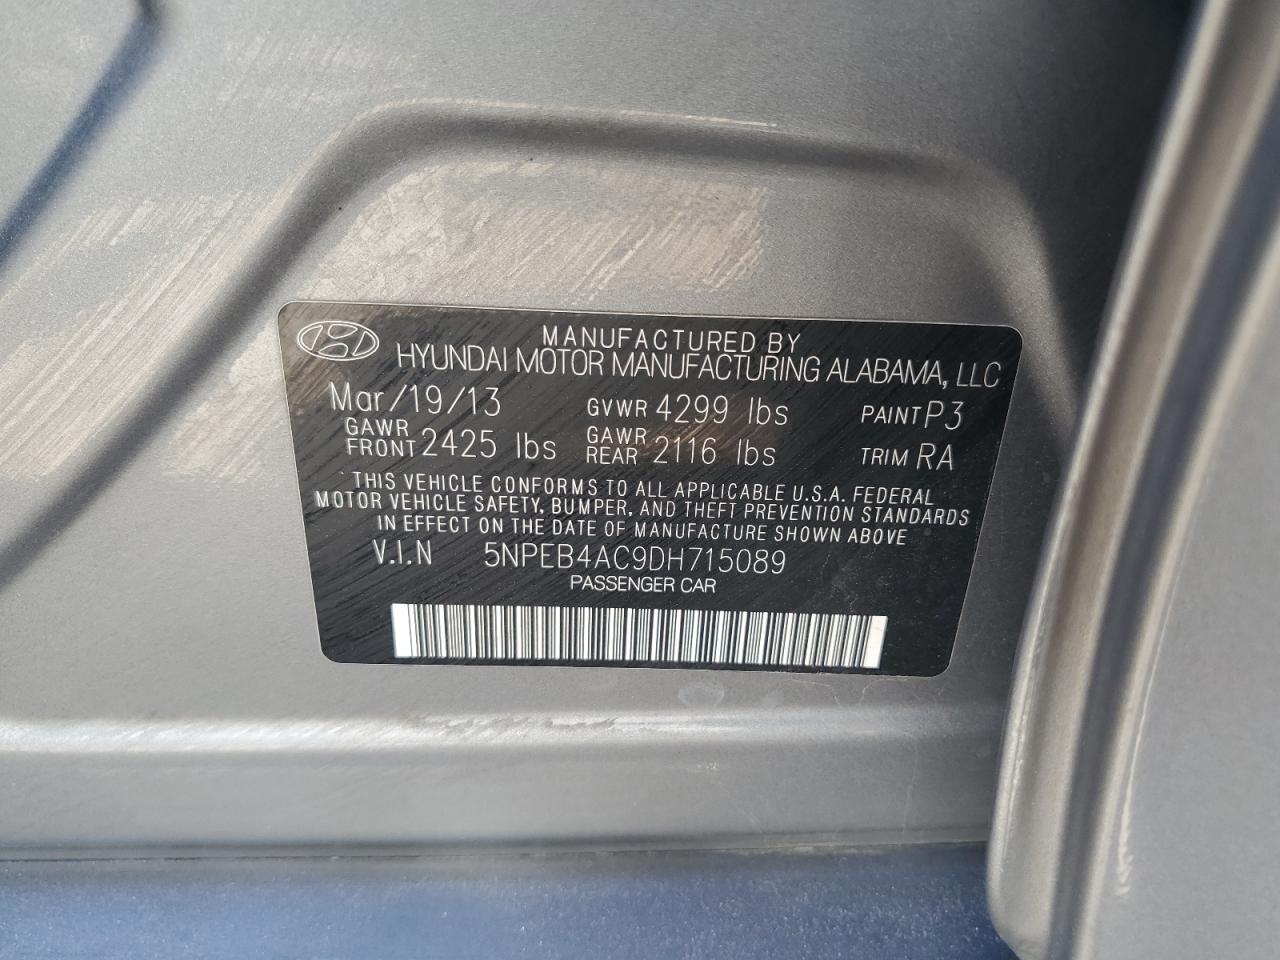 MANUFACTURED BY
HYUNDAI MOTOR MANUFACTURING ALABAMA, LLC
Mar/19/13 GVWR 4299 lbs PAINT P3
GAWR FRONT 2425 lbs GAWR REAR 2116 lbs TRIM RA
THIS VEHICLE CONFORMS TO ALL APPLICABLE U.S.A. FEDERAL
MOTOR VEHICLE SAFETY, BUMPER, AND THEFT PREVENTION STANDARDS
IN EFFECT ON THE DATE OF MANUFACTURE SHOWN ABOVE
V.I.N 5NPEB4AC9DH715089
PASSENGER CAR